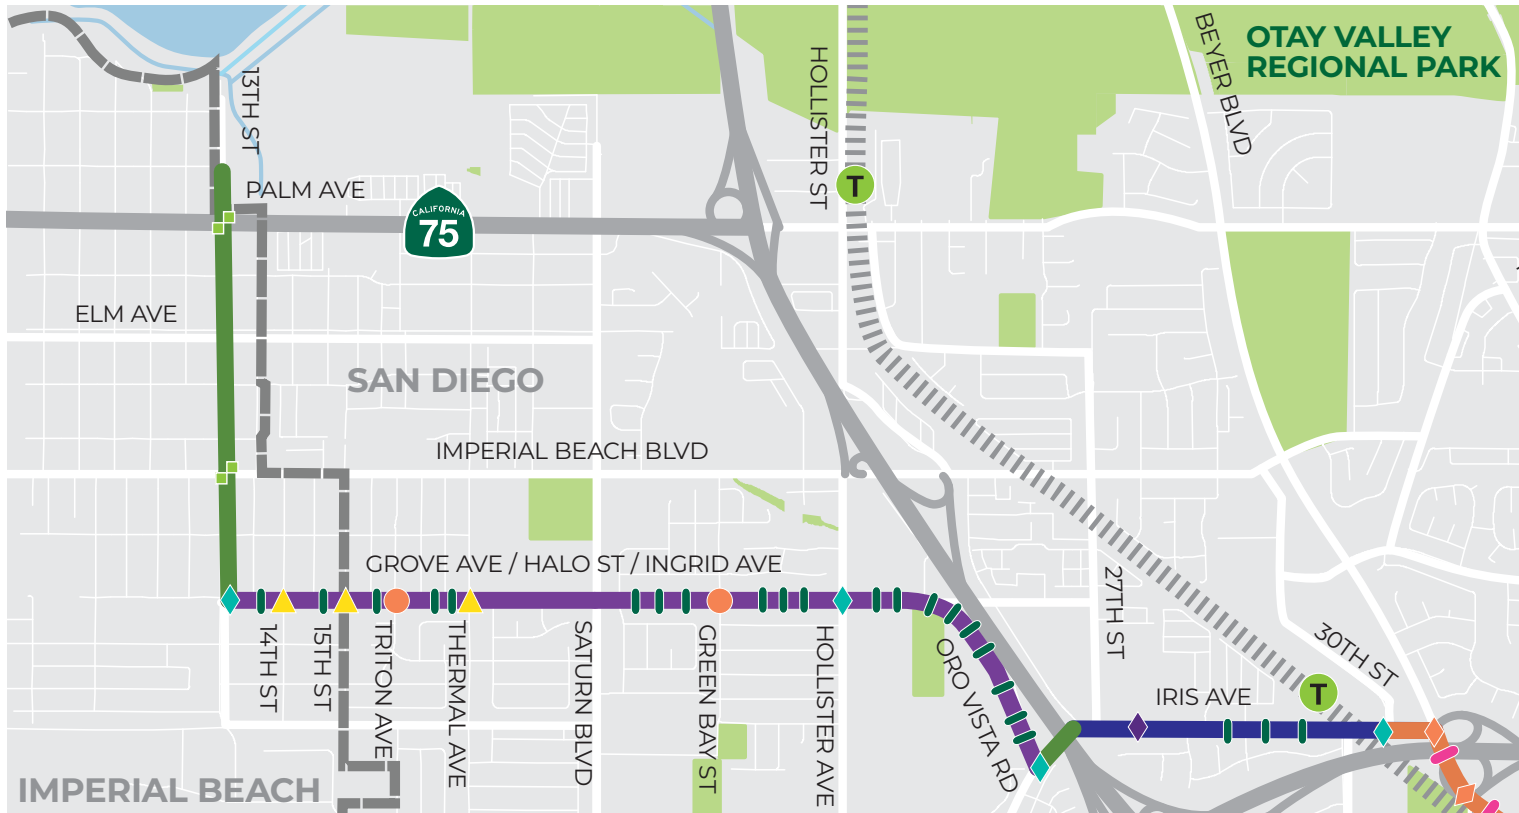 OTAY VALLEY
REGIONAL PARK
BEYER BLVD
HOLLISTER ST
13TH ST
T
PALM AVE
CALIFORNIA
75
ELM AVE
SAN DIEGO
IMPERIAL BEACH BLVD
GROVE AVE / HALO ST / INGRID AVE
27TH ST
14TH ST
15TH ST
TRITON AVE
THERMAL AVE
SATURN BLVD
GREEN BAY ST
HOLLISTER AVE
ORO VISTA RD
30TH ST
T
IRIS AVE
IMPERIAL BEACH